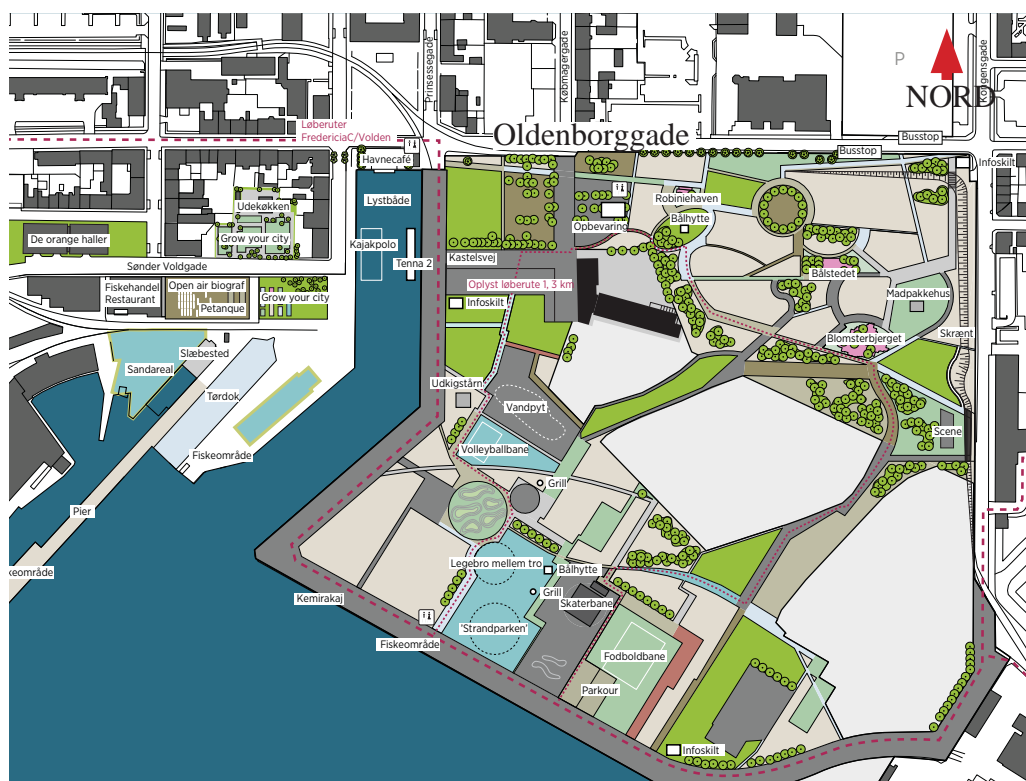 P
Prinsessegade
Købmagergade
Kongensgade
NORD
Løberuter
FredericiaC/Volden
Oldenborggade
Busstop
Busstop
Havnecafé
Infoskilt
Lystbåde
Robiniehaven
Udekøkken
Bålhytte
Opbevaring
De orange haller
Grow your city
Kajakpolo
Kastelsvej
Tenna 2
Sønder Voldgade
Bålstedet
Fiskehandel
Restaurant
Open air biograf
Petanque
Grow your city
Oplyst løberute 1, 3 km
Infoskilt
Madpakkehus
Skrænt
Blomsterbjerget
Slæbested
Sandareal
Udkigstårn
Tørdok
Vandpyt
Scene
Fiskeområde
Volleyballbane
Grill
Pier
Legebro mellem tro
Bålhytte
keområde
Grill
Kemirakaj
Skaterbane
'Strandparken'
Fiskeområde
Fodboldbane
Parkour
Infoskilt